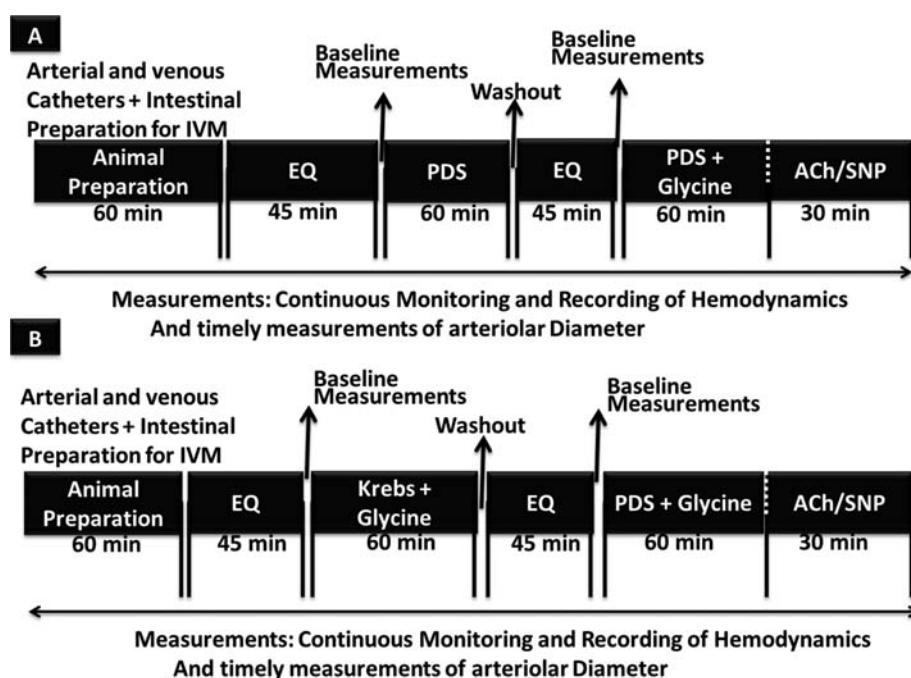 A
Arterial and venous
Catheters + Intestinal
Preparation for IVM
Baseline
Measurements
Washout
Baseline
Measurements
Animal
Preparation
EQ
PDS
EQ
PDS +
Glycine
ACh/SNP
60 min
45 min
60 min
45 min
60 min
30 min
Measurements: Continuous Monitoring and Recording of Hemodynamics
And timely measurements of arteriolar Diameter
B
Arterial and venous
Catheters + Intestinal
Preparation for IVM
Baseline
Measurements
Washout
Baseline
Measurements
Animal
Preparation
EQ
Krebs +
Glycine
EQ
PDS + Glycine
ACh/SNP
60 min
45 min
60 min
45 min
60 min
30 min
Measurements: Continuous Monitoring and Recording of Hemodynamics
And timely measurements of arteriolar Diameter